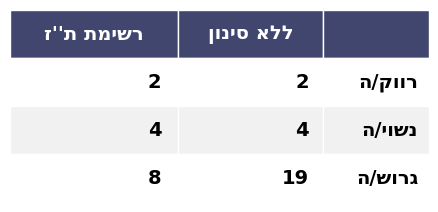 ללא סינון רשימת ת''ז
רווק/ה 2 2
נשוי/ה 4 4
גרוש/ה 19 8